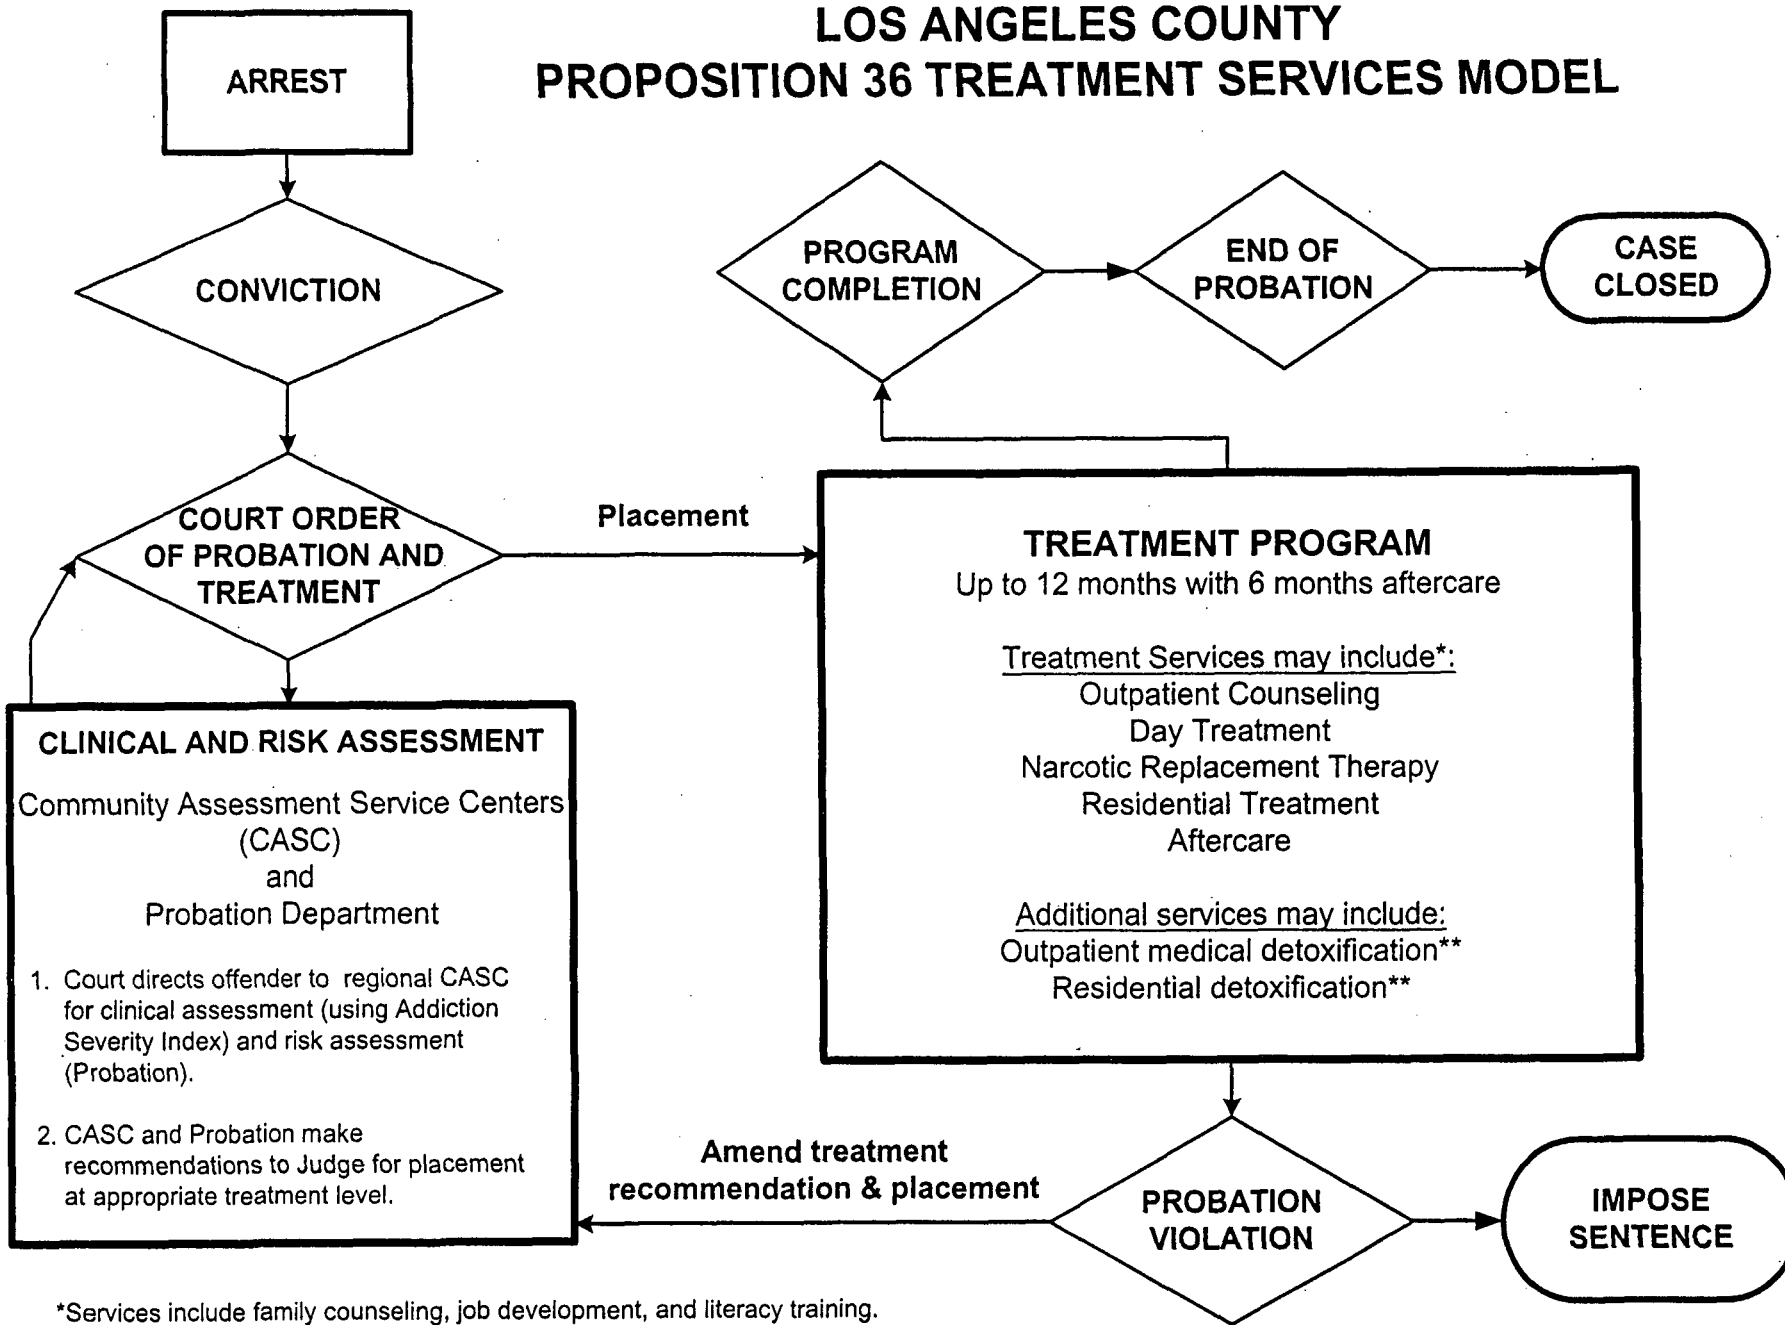 LOS ANGELES COUNTY
PROPOSITION 36 TREATMENT SERVICES MODEL
ARREST
CONVICTION
PROGRAM
COMPLETION
END OF
PROBATION
CASE
CLOSED
COURT ORDER
OF PROBATION AND
TREATMENT
Placement
TREATMENT PROGRAM
Up to 12 months with 6 months aftercare
Treatment Services may include*:
Outpatient Counseling
Day Treatment
Narcotic Replacement Therapy
Residential Treatment
Aftercare
Additional services may include:
Outpatient medical detoxification**
Residential detoxification**
CLINICAL AND RISK ASSESSMENT
Community Assessment Service Centers
(CASC)
and
Probation Department
1. Court directs offender to regional CASC
for clinical assessment (using Addiction
Severity Index) and risk assessment
(Probation).
2. CASC and Probation make
recommendations to Judge for placement
at appropriate treatment level.
Amend treatment
recommendation & placement
PROBATION
VIOLATION
IMPOSE
SENTENCE
*Services include family counseling, job development, and literacy training.